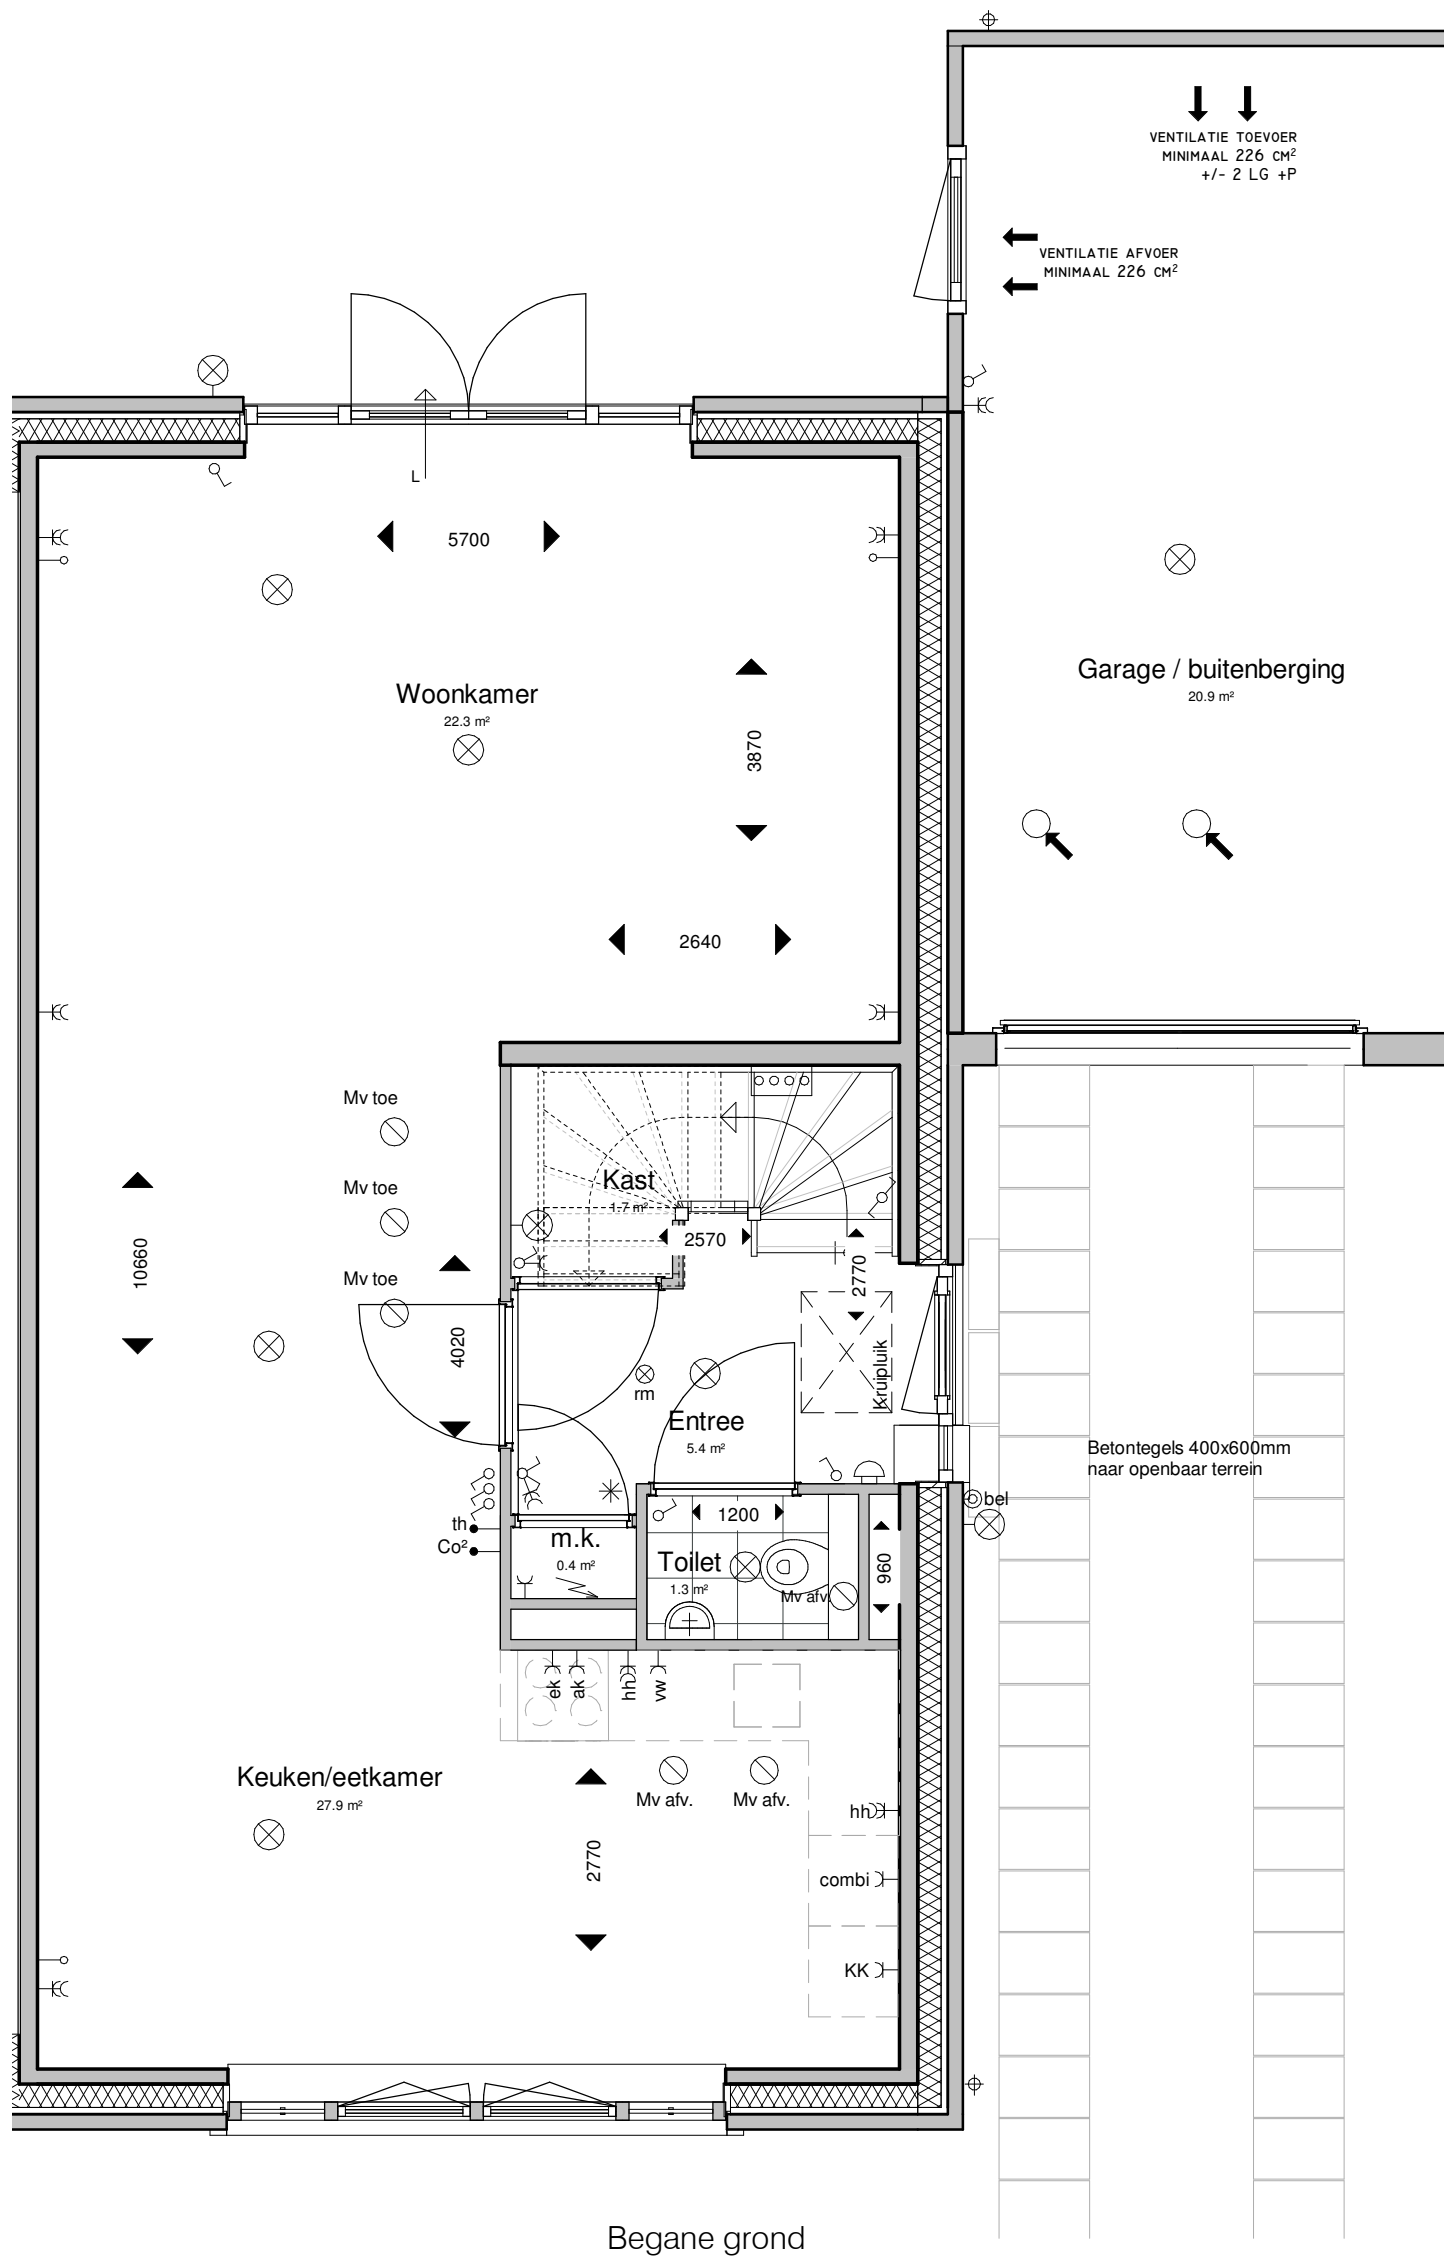 VENTILATIE TOEVOER
MINIMAAL 226 CM²
+/- 2 LG +P
VENTILATIE AFVOER
MINIMAAL 226 CM²
L
5700
Woonkamer
22.3 m²
3870
Garage / buitenberging
20.9 m²
2640
Mv toe
Mv toe
Mv toe
10660
4020
Kast
1.7 m²
2570
2770
Kruipluik
rm
Entree
5.4 m²
Betontegels 400x600mm
naar openbaar terrein
bel
th
Co²
m.k.
0.4 m²
1200
Toilet
1.3 m²
Mv afv.
960
ek
ak
hh
vw
Keuken/eetkamer
27.9 m²
Mv afv.
Mv afv.
2770
hh
combi
KK
Begane grond